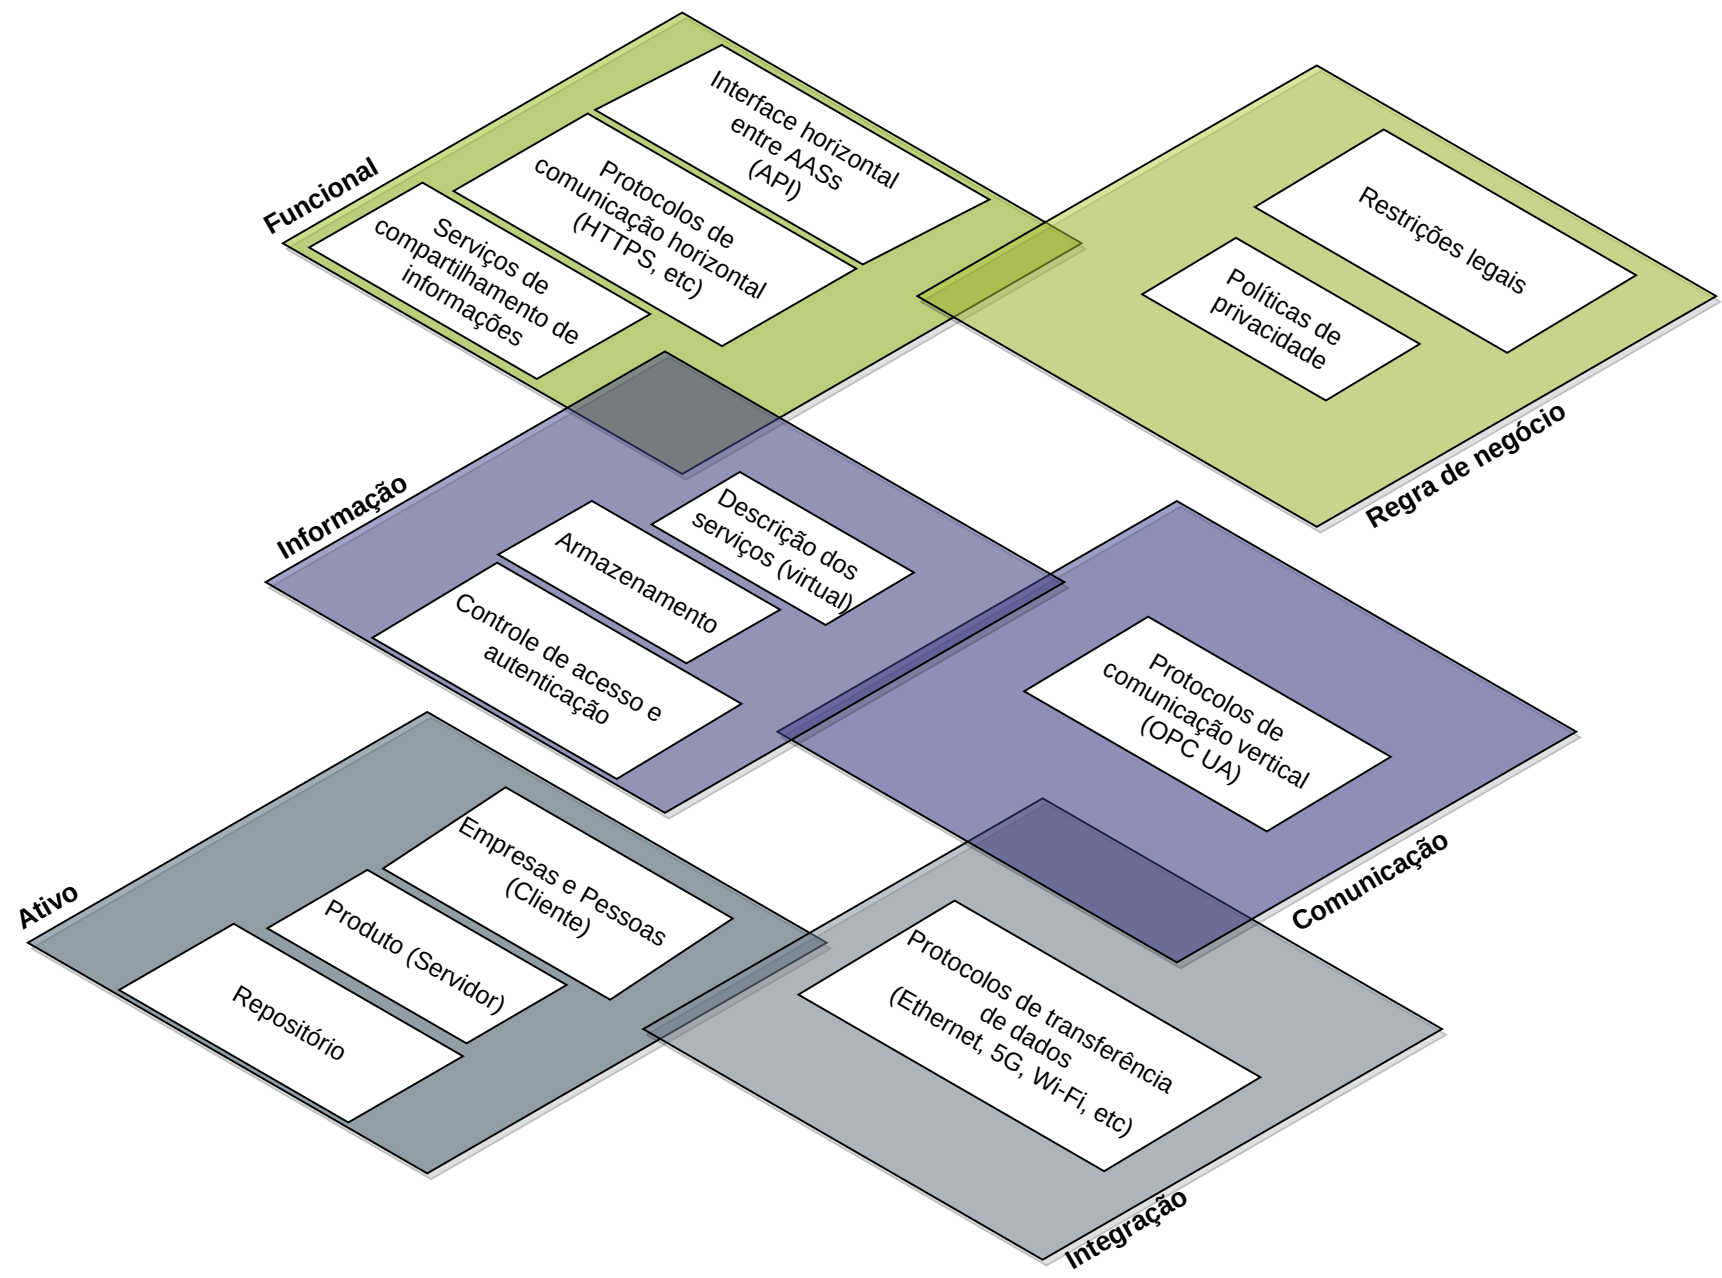 Funcional
Interface horizontal
entre AASs
(API)
Protocolos de
comunicação horizontal
(HTTPS, etc)
Serviços de
compartilhamento de
informações
Restrições legais
Políticas de
privacidade
Regra de negócio
Informação
Descrição dos
serviços (virtual)
Armazenamento
Controle de acesso e
autenticação
Protocolos de
comunicação vertical
(OPC UA)
Comunicação
Ativo
Empresas e Pessoas
(Cliente)
Produto (Servidor)
Repositório
Protocolos de transferência
de dados
(Ethernet, 5G, Wi-Fi, etc)
Integração